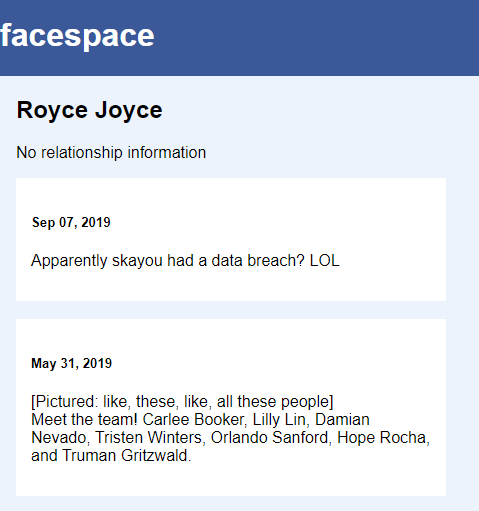 facespace
Royce Joyce
No relationship information
Sep 07, 2019
Apparently skayou had a data breach? LOL
May 31, 2019
[Pictured: like, these, like, all these people]
Meet the team! Carlee Booker, Lilly Lin, Damian
Nevado, Tristen Winters, Orlando Sanford, Hope Rocha,
and Truman Gritzwald.